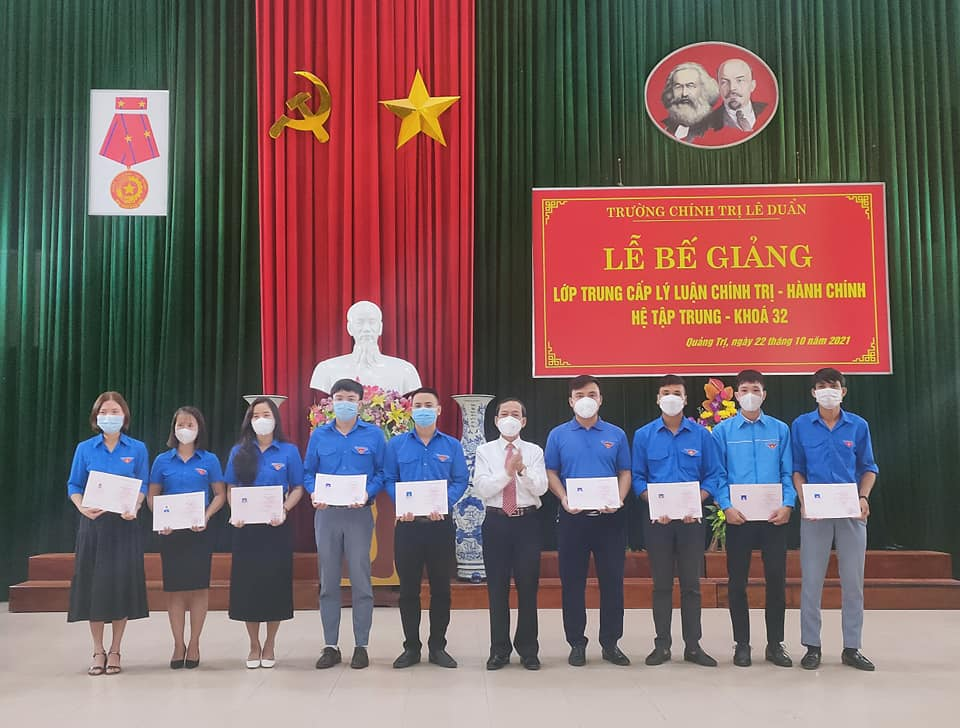 TRƯỜNG CHÍNH TRỊ LÊ DUẨN
LỄ BẾ GIẢNG
LỚP TRUNG CẤP LÝ LUẬN CHÍNH TRỊ - HÀNH CHÍNH
HỆ TẬP TRUNG - KHOÁ 32
Quảng Trị, ngày 22 tháng 10 năm 2021